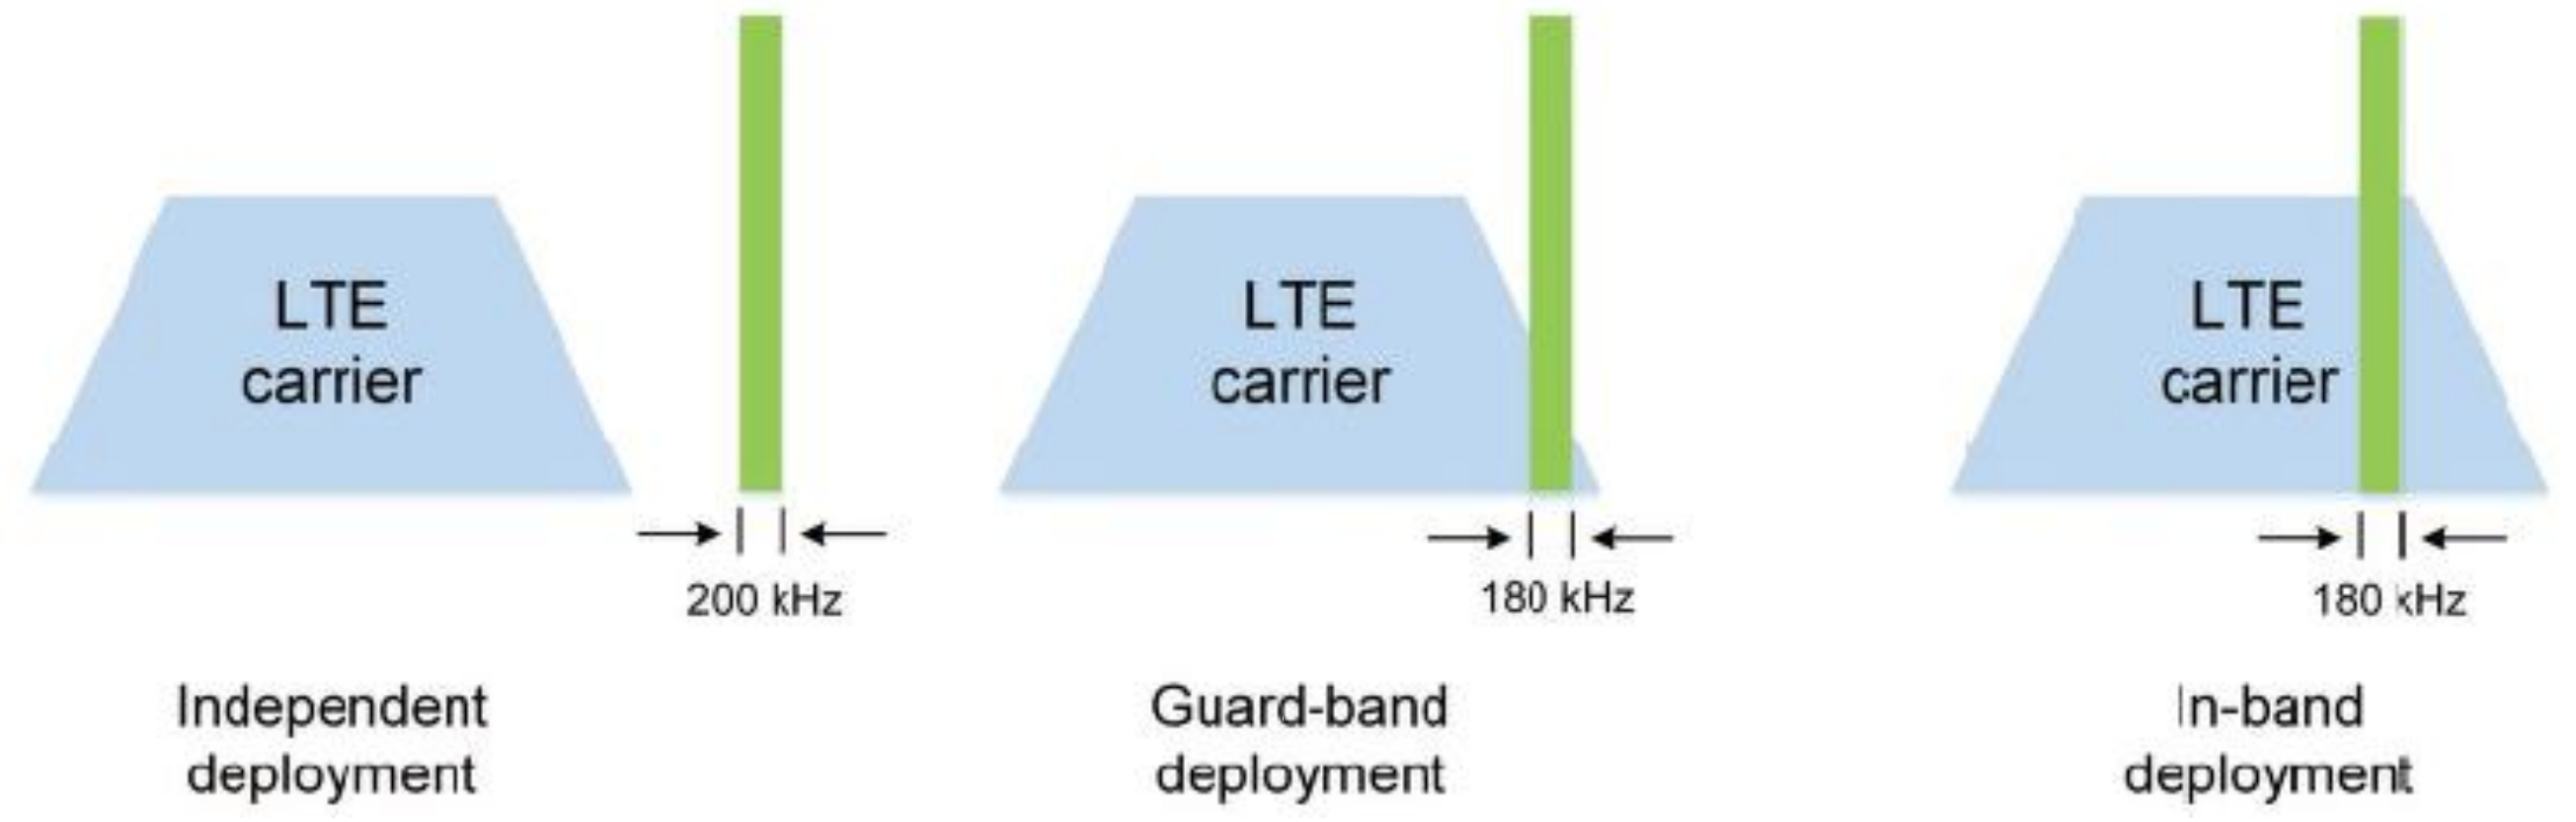 LTE
carrier
200 kHz
Independent
deployment
LTE
carrier
180 kHz
Guard-band
deployment
LTE
carrier
180 kHz
In-band
deployment